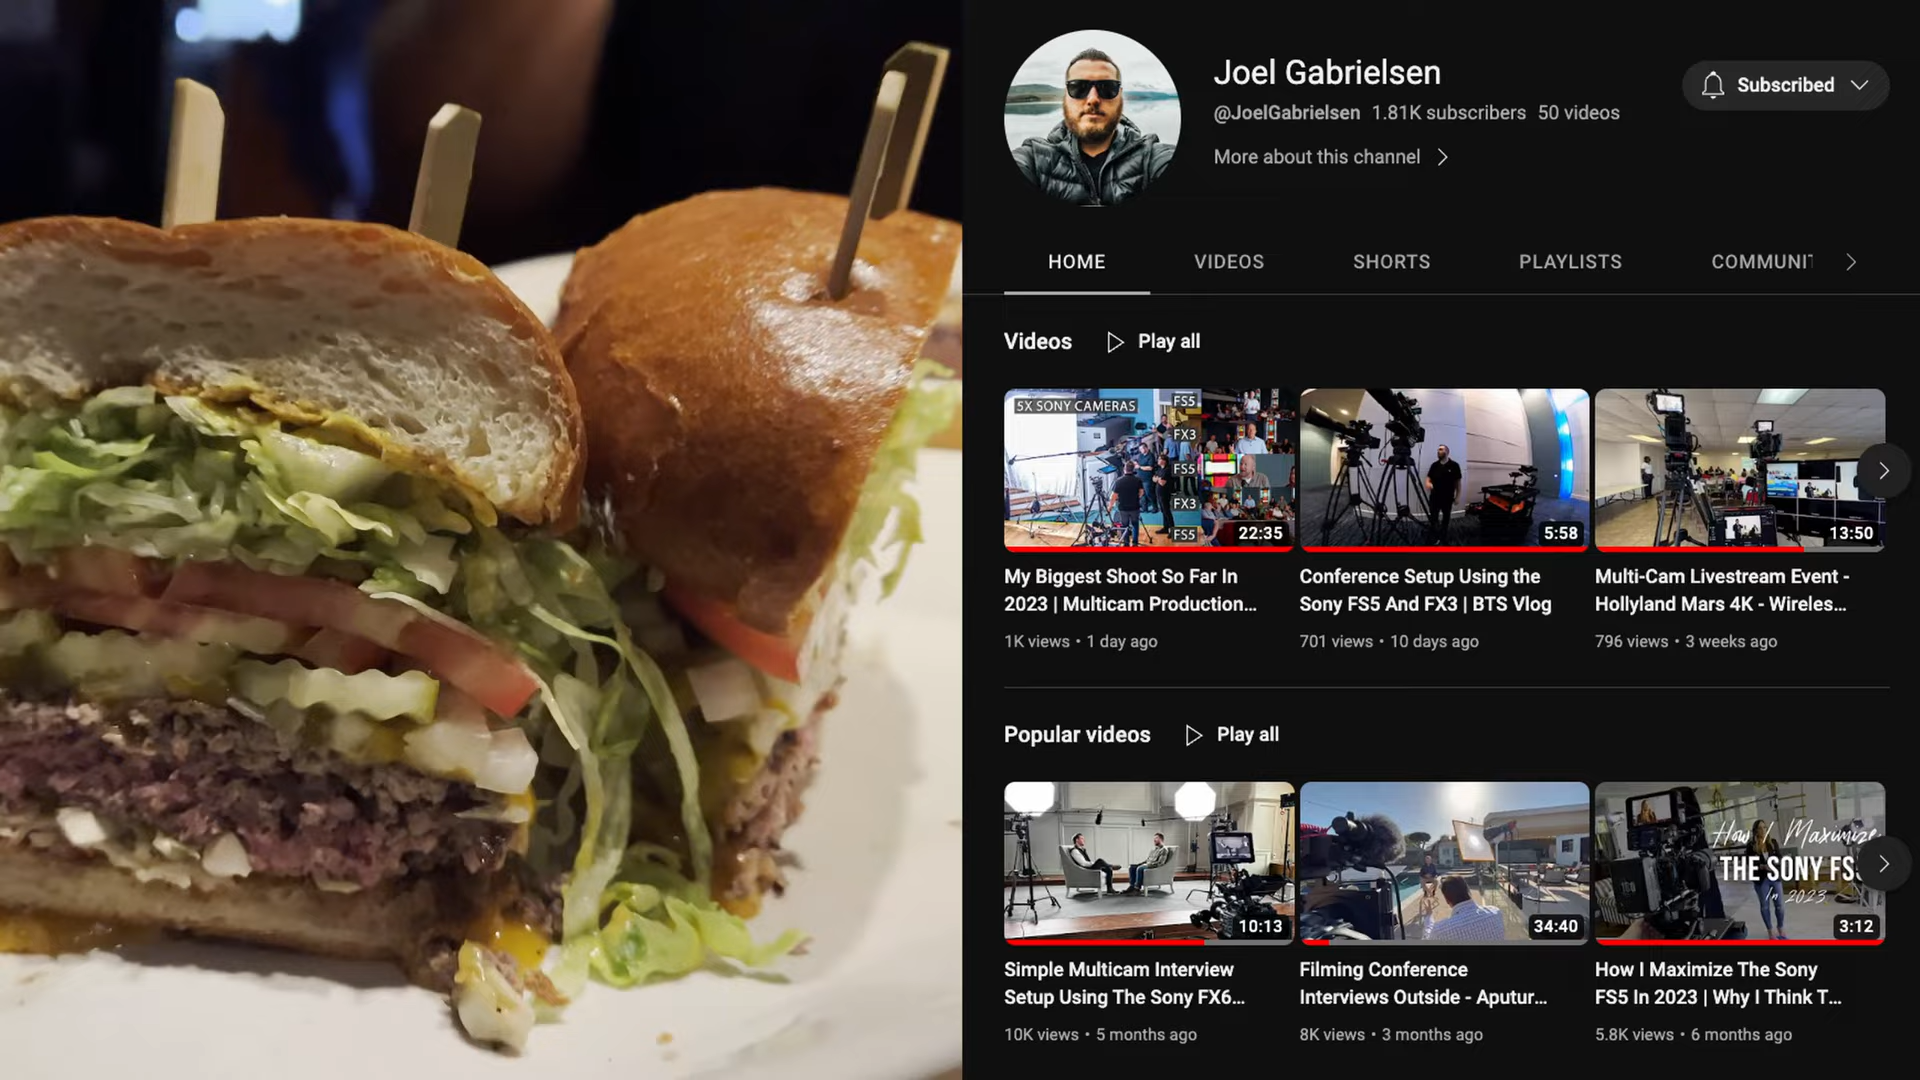 Joel Gabrielsen
@JoelGabrielsen 1.81K subscribers 50 videos
More about this channel
Subscribed
HOME VIDEOS SHORTS PLAYLISTS COMMUNIT
Videos Play all
5X SONY CAMERAS
FS5
FX3
FS5
FX3
FS5
22:35
5:58
13:50
My Biggest Shoot So Far In
2023 | Multicam Production...
1K views • 1 day ago
Conference Setup Using the
Sony FS5 And FX3 | BTS Vlog
701 views • 10 days ago
Multi-Cam Livestream Event -
Hollyland Mars 4K - Wireles...
796 views • 3 weeks ago
Popular videos Play all
10:13
34:40
How I Maximize
THE SONY FS
In 2023
3:12
Simple Multicam Interview
Setup Using The Sony FX6...
10K views • 5 months ago
Filming Conference
Interviews Outside - Aputur...
8K views • 3 months ago
How I Maximize The Sony
FS5 In 2023 | Why I Think T...
5.8K views • 6 months ago